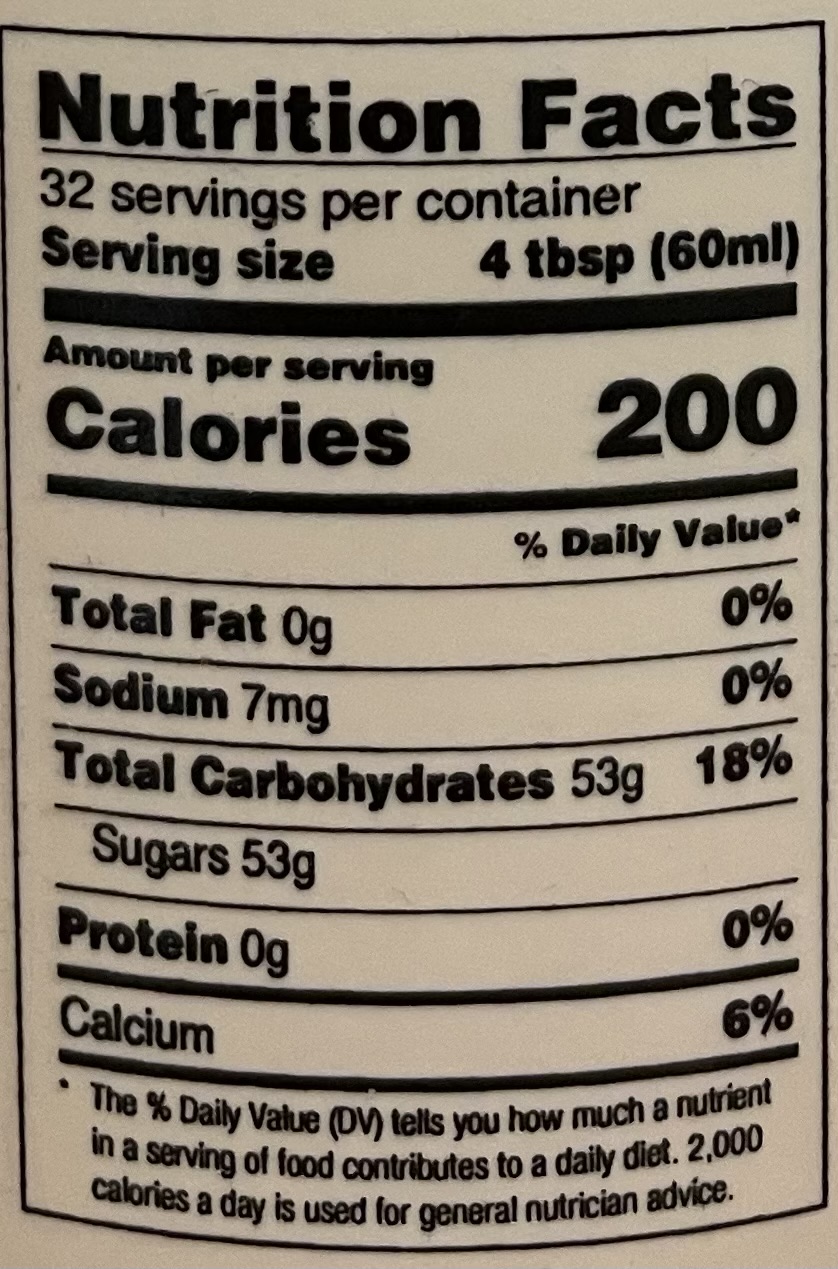 Nutrition Facts
32 servings per container
Serving size 4 tbsp (60ml)
Amount per serving
Calories 200
% Daily Value*
Total Fat 0g 0%
Sodium 7mg 0%
Total Carbohydrates 53g 18%
Sugars 53g
Protein 0g 0%
Calcium 6%
* The % Daily Value (DV) tells you how much a nutrient
in a serving of food contributes to a daily diet. 2,000
calories a day is used for general nutrician advice.